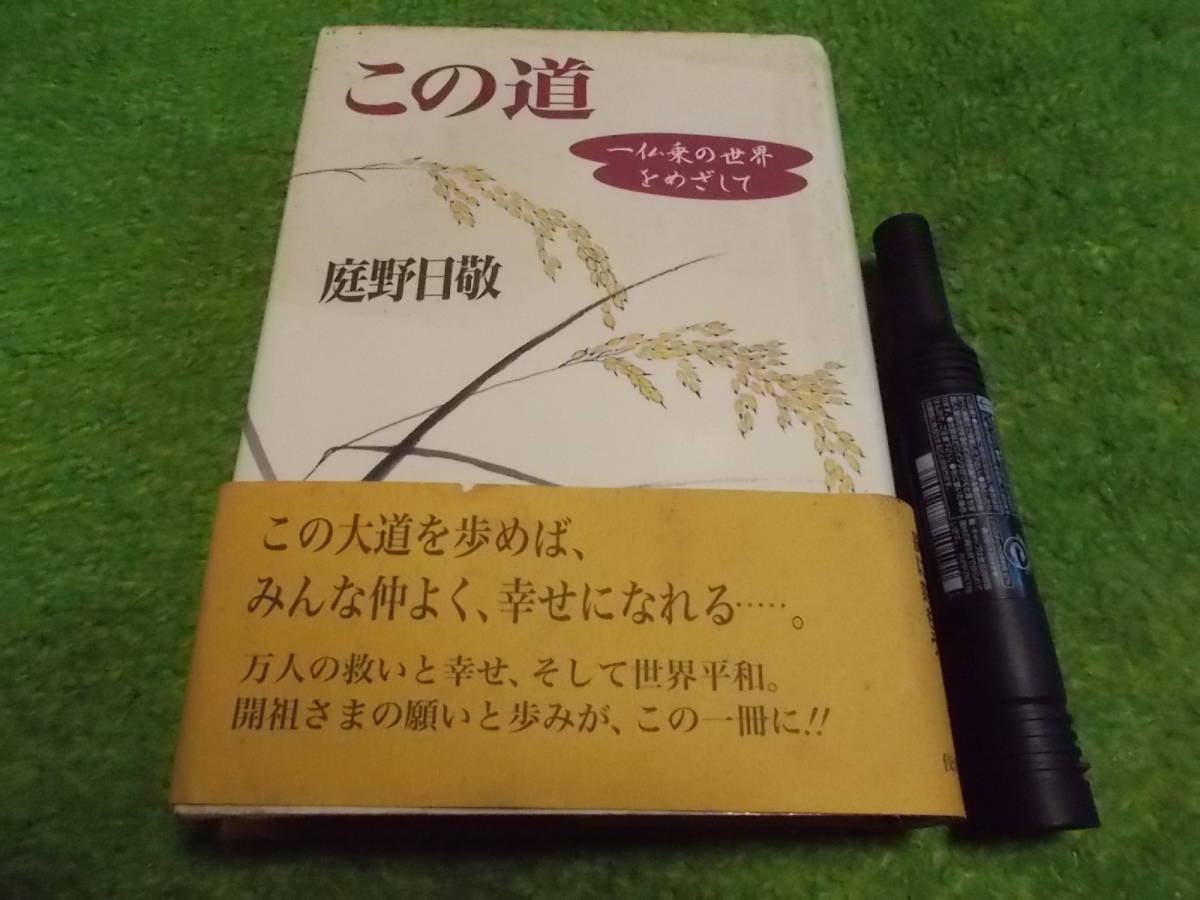 この道
一仏乗の世界
をめざして
庭野日敬
この大道を歩めば、
みんな仲よく、幸せになれる……。
万人の救いと幸せ、そして世界平和。
開祖さまの願いと歩みが、この一冊に!!